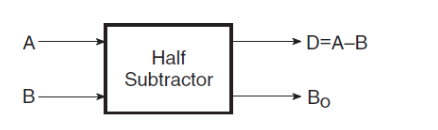 A
Half
Subtractor
D=A–B
B
Bo